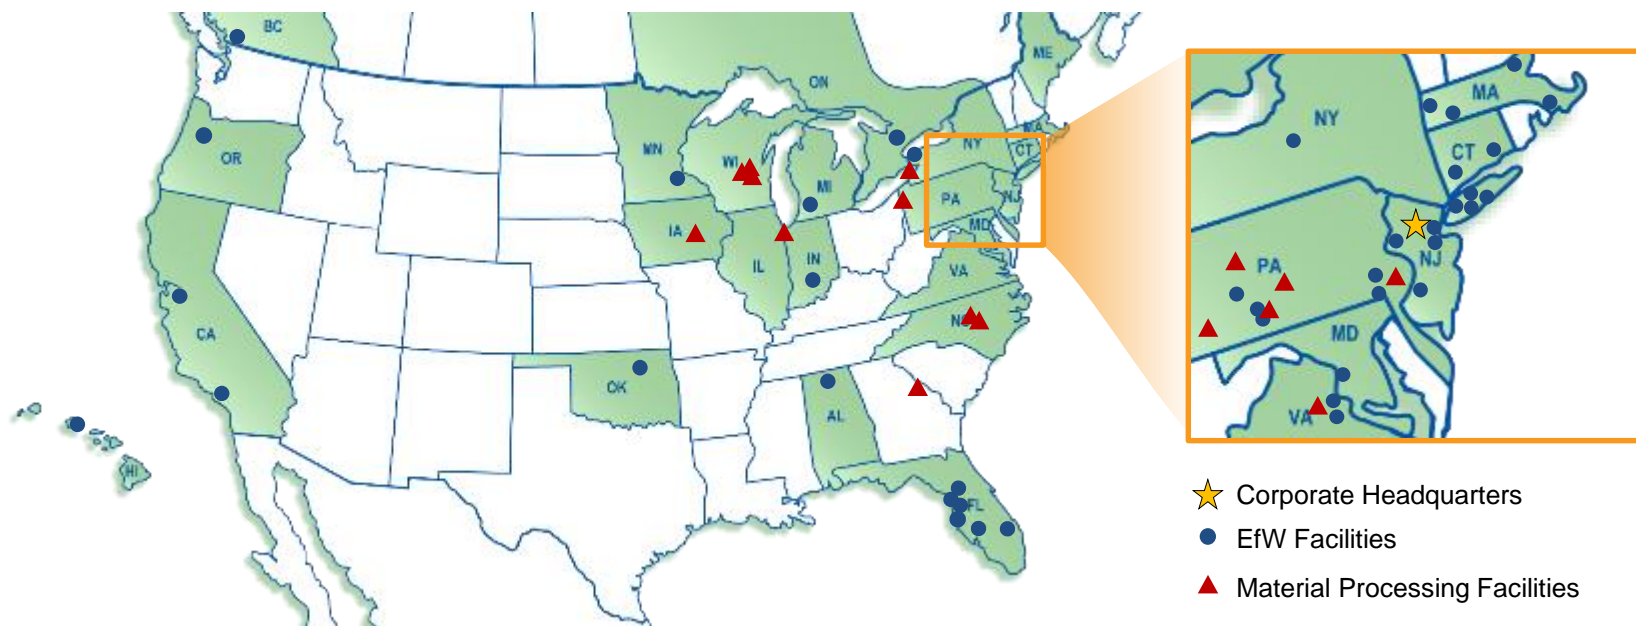 BC
ME
ON
OR
MN
WI
MI
NY
MA
CT
PA
NJ
MD
IA
IL
IN
VA
CA
NC
OK
AL
HI
FL
NY
MA
CT
PA
NJ
MD
VA
Corporate Headquarters
EfW Facilities
Material Processing Facilities